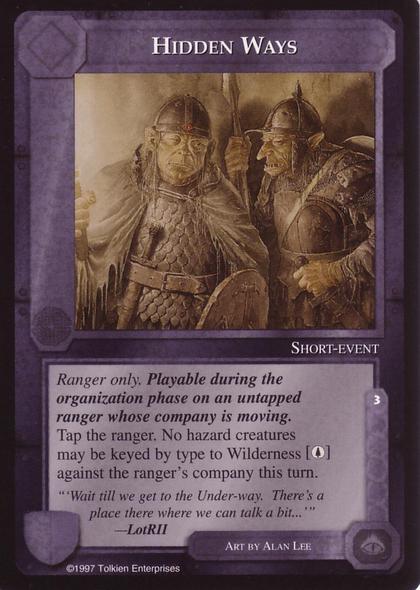 HIDDEN WAYS
SHORT-EVENT
Ranger only. Playable during the
organization phase on an untapped
ranger whose company is moving.
Tap the ranger. No hazard creatures
may be keyed by type to Wilderness [ ]
against the ranger's company this turn.
"'Wait till we get to the Under-way. There's a
place there where we can talk a bit...'"
—LotRII
3
ART BY ALAN LEE
©1997 Tolkien Enterprises